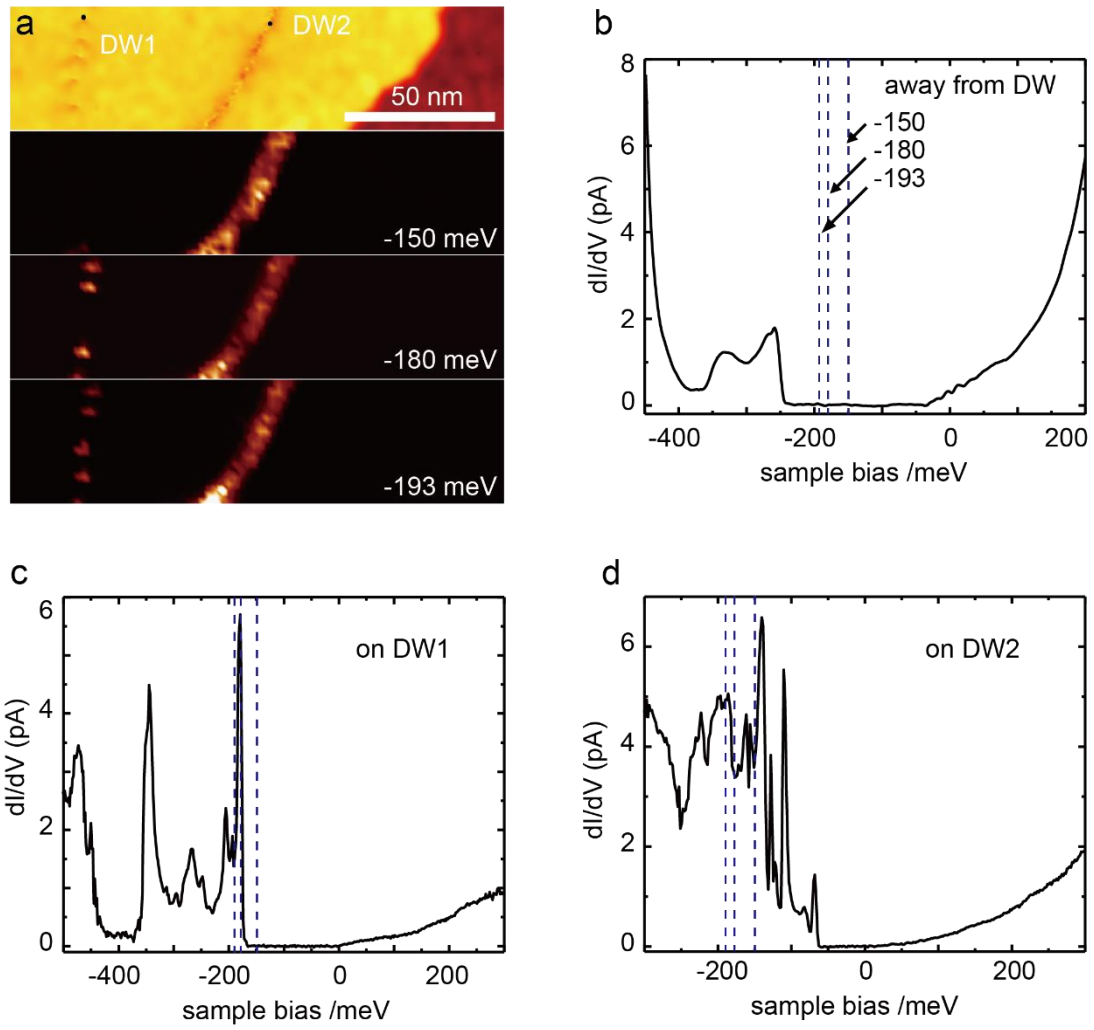 a
DW1
DW2
50 nm
-150 meV
-180 meV
-193 meV
b
away from DW
-150
-180
-193
8
6
4
2
0
dI/dV (pA)
-400
-200
0
200
sample bias /meV
c
on DW1
6
4
2
0
dI/dV (pA)
-400
-200
0
200
sample bias /meV
d
on DW2
6
4
2
0
dI/dV (pA)
-200
0
200
sample bias /meV